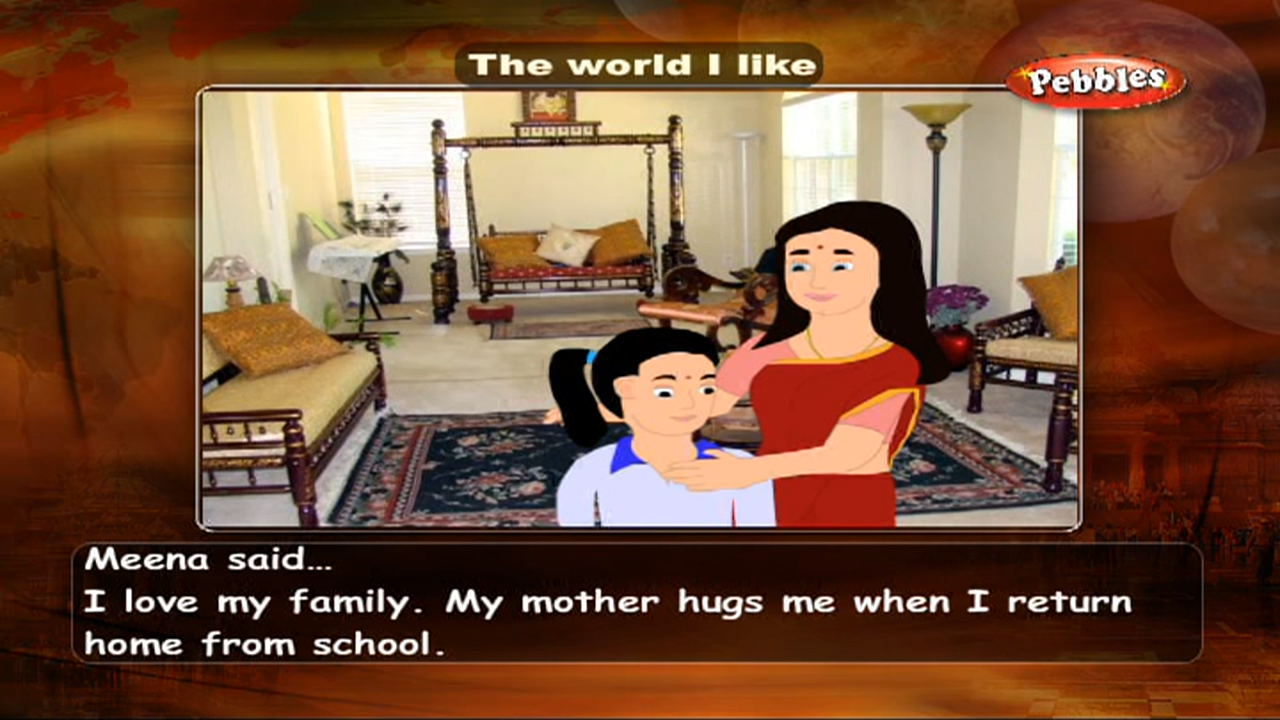 The world I like
Pebbles
Meena said...
I love my family. My mother hugs me when I return
home from school.